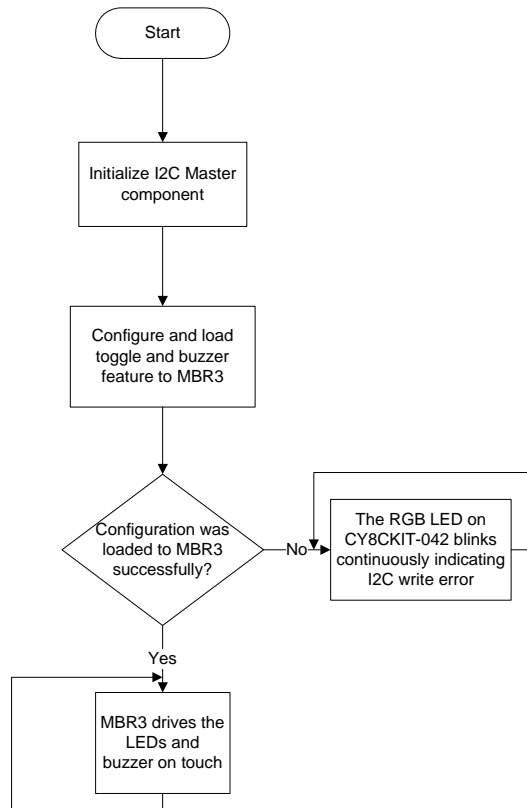 Start
Initialize I2C Master
component
Configure and load
toggle and buzzer
feature to MBR3
Configuration was
loaded to MBR3
successfully?
No
The RGB LED on
CY8CKIT-042 blinks
continuously indicating
I2C write error
Yes
MBR3 drives the
LEDs and
buzzer on touch